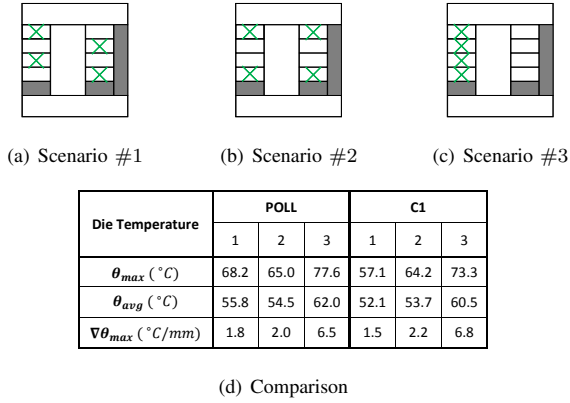 (a) Scenario #1 (b) Scenario #2 (c) Scenario #3
Die Temperature POLL C1
1 2 3 1 2 3
θmax (°C) 68.2 65.0 77.6 57.1 64.2 73.3
θavg (°C) 55.8 54.5 62.0 52.1 53.7 60.5
∇θmax (°C/mm) 1.8 2.0 6.5 1.5 2.2 6.8
(d) Comparison